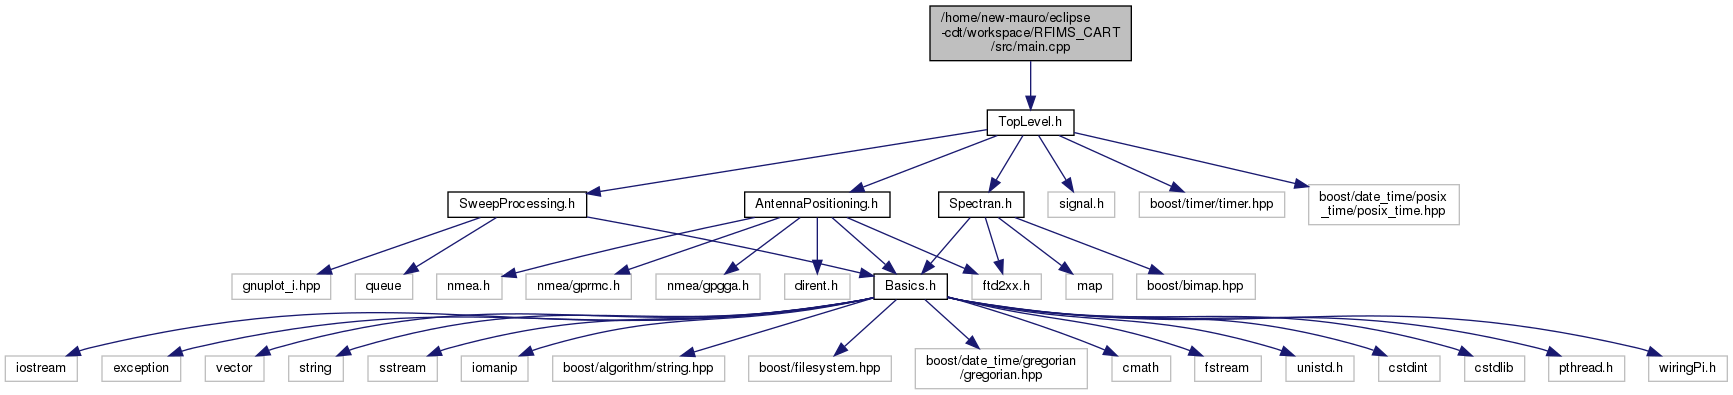 /home/new-mauro/eclipse
-cdt/workspace/RFIMS_CART
/src/main.cpp
TopLevel.h
SweepProcessing.h
AntennaPositioning.h
Spectran.h
signal.h
boost/timer/timer.hpp
boost/date_time/posix
_time/posix_time.hpp
gnuplot_i.hpp
queue
nmea.h
nmea/gprmc.h
nmea/gpgga.h
dirent.h
Basics.h
ftd2xx.h
map
boost/bimap.hpp
iostream
exception
vector
string
sstream
iomanip
boost/algorithm/string.hpp
boost/filesystem.hpp
boost/date_time/gregorian
/gregorian.hpp
cmath
fstream
unistd.h
cstdint
cstdlib
pthread.h
wiringPi.h